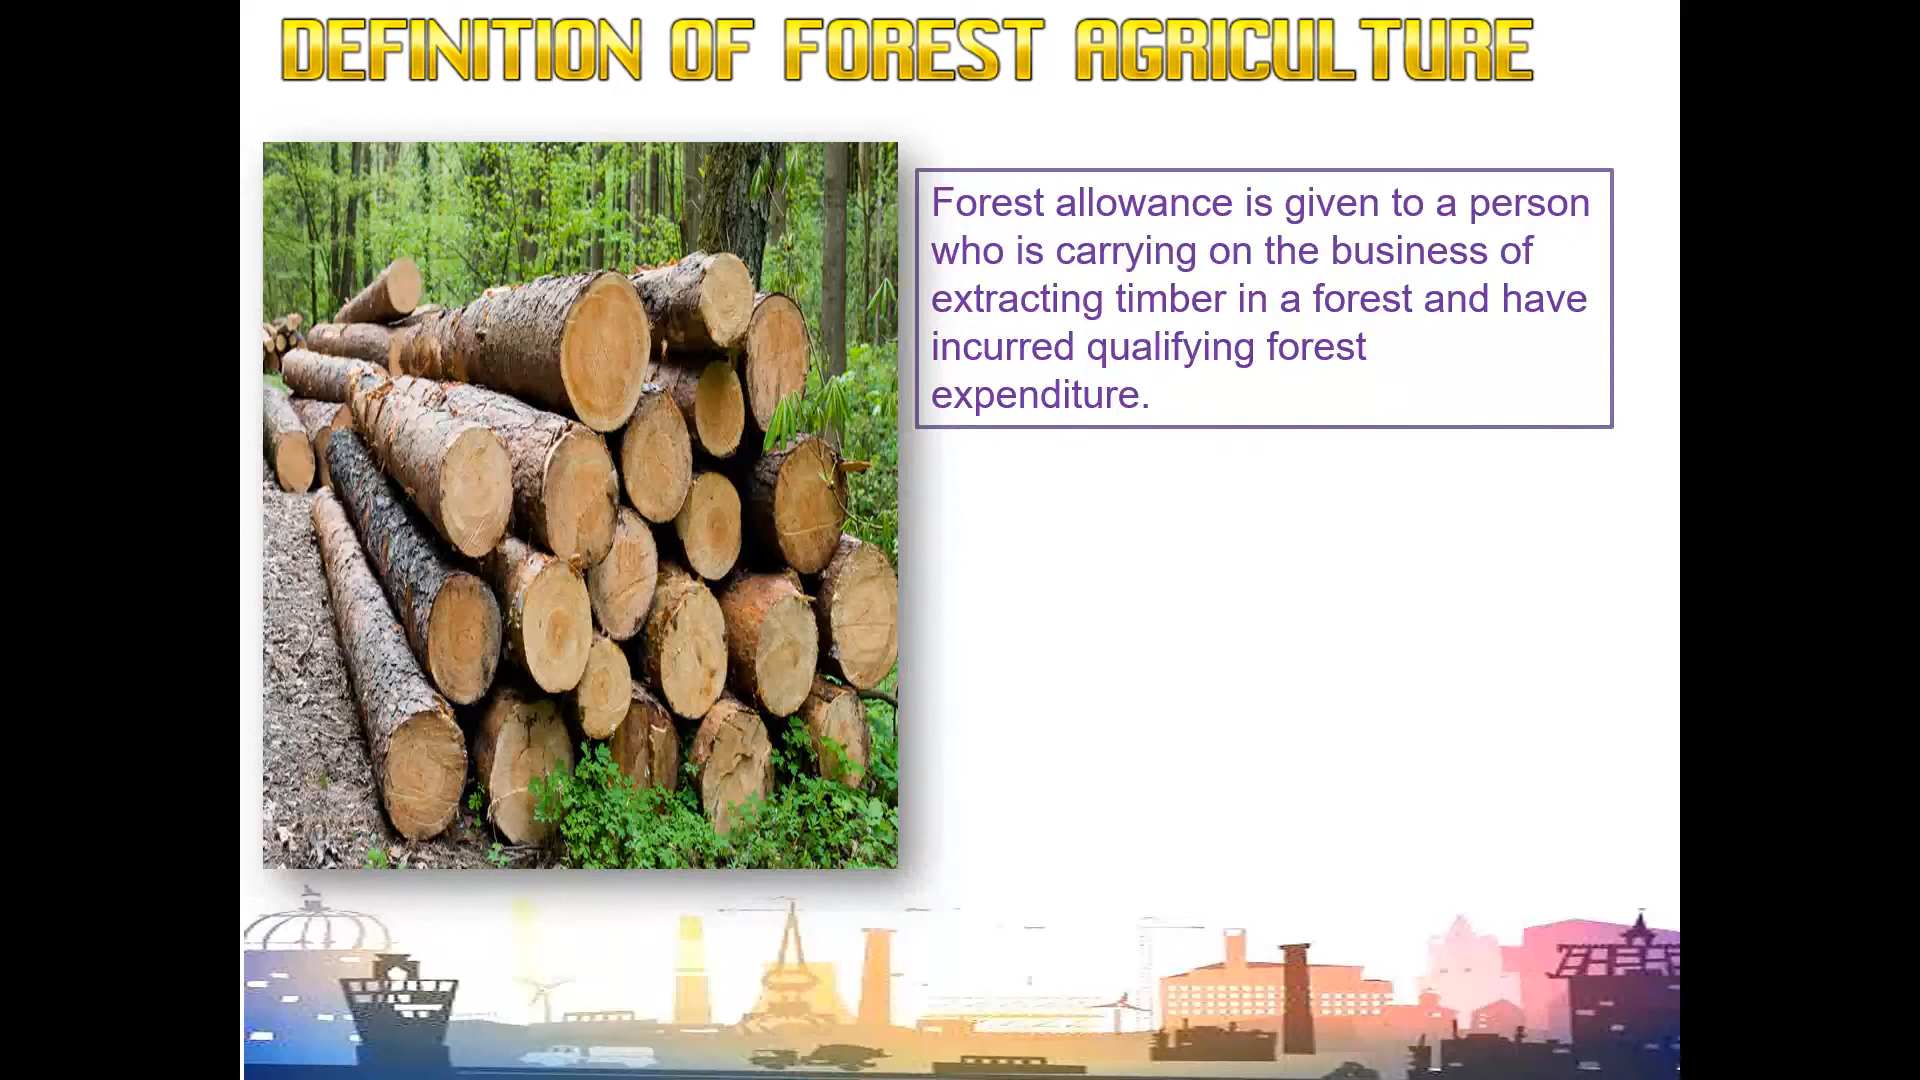 DEFINITION OF FOREST AGRICULTURE
Forest allowance is given to a person
who is carrying on the business of
extracting timber in a forest and have
incurred qualifying forest
expenditure.